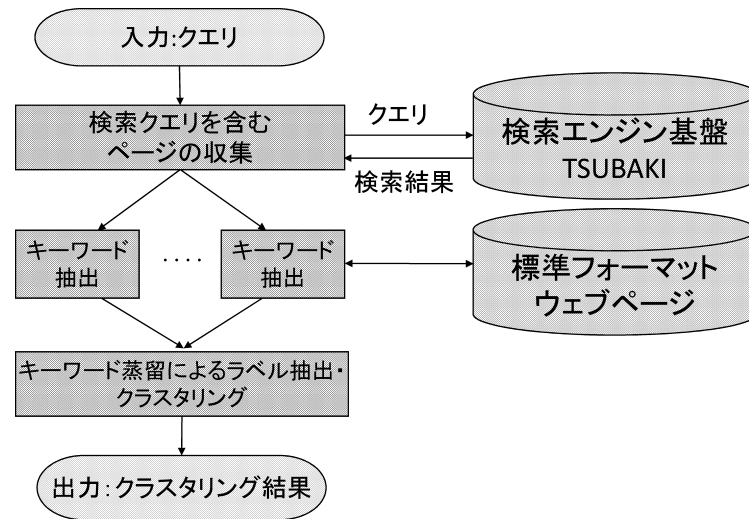 入力:クエリ
検索クエリを含む
ページの収集
クエリ
検索結果
検索エンジン基盤
TSUBAKI
キーワード
抽出
....
キーワード
抽出
標準フォーマット
ウェブページ
キーワード蒸留によるラベル抽出・
クラスタリング
出力:クラスタリング結果